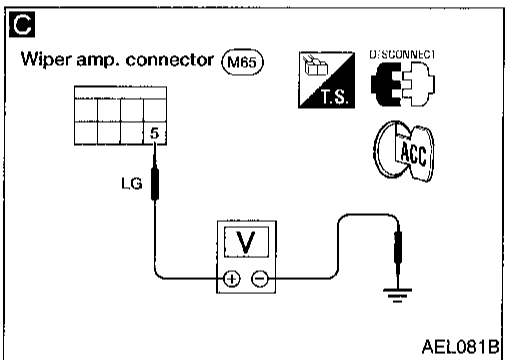 C
Wiper amp. connector M65
DISCONNECT
T.S.
5
ACC
LG
V
+ −
AEL081B